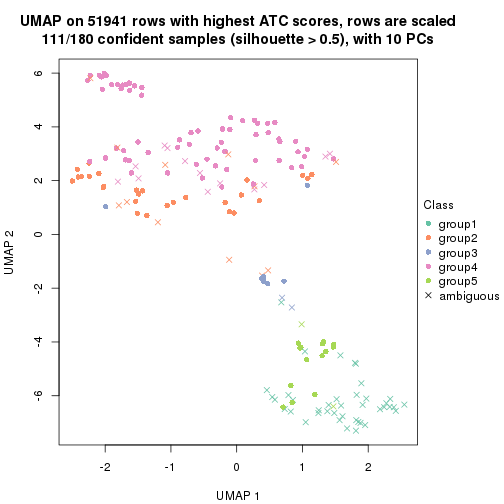 UMAP on 51941 rows with highest ATC scores, rows are scaled
111/180 confident samples (silhouette > 0.5), with 10 PCs
6
4
2
0
-2
-4
-6
UMAP 2
-2
-1
0
1
2
UMAP 1
Class
group1
group2
group3
group4
group5
ambiguous